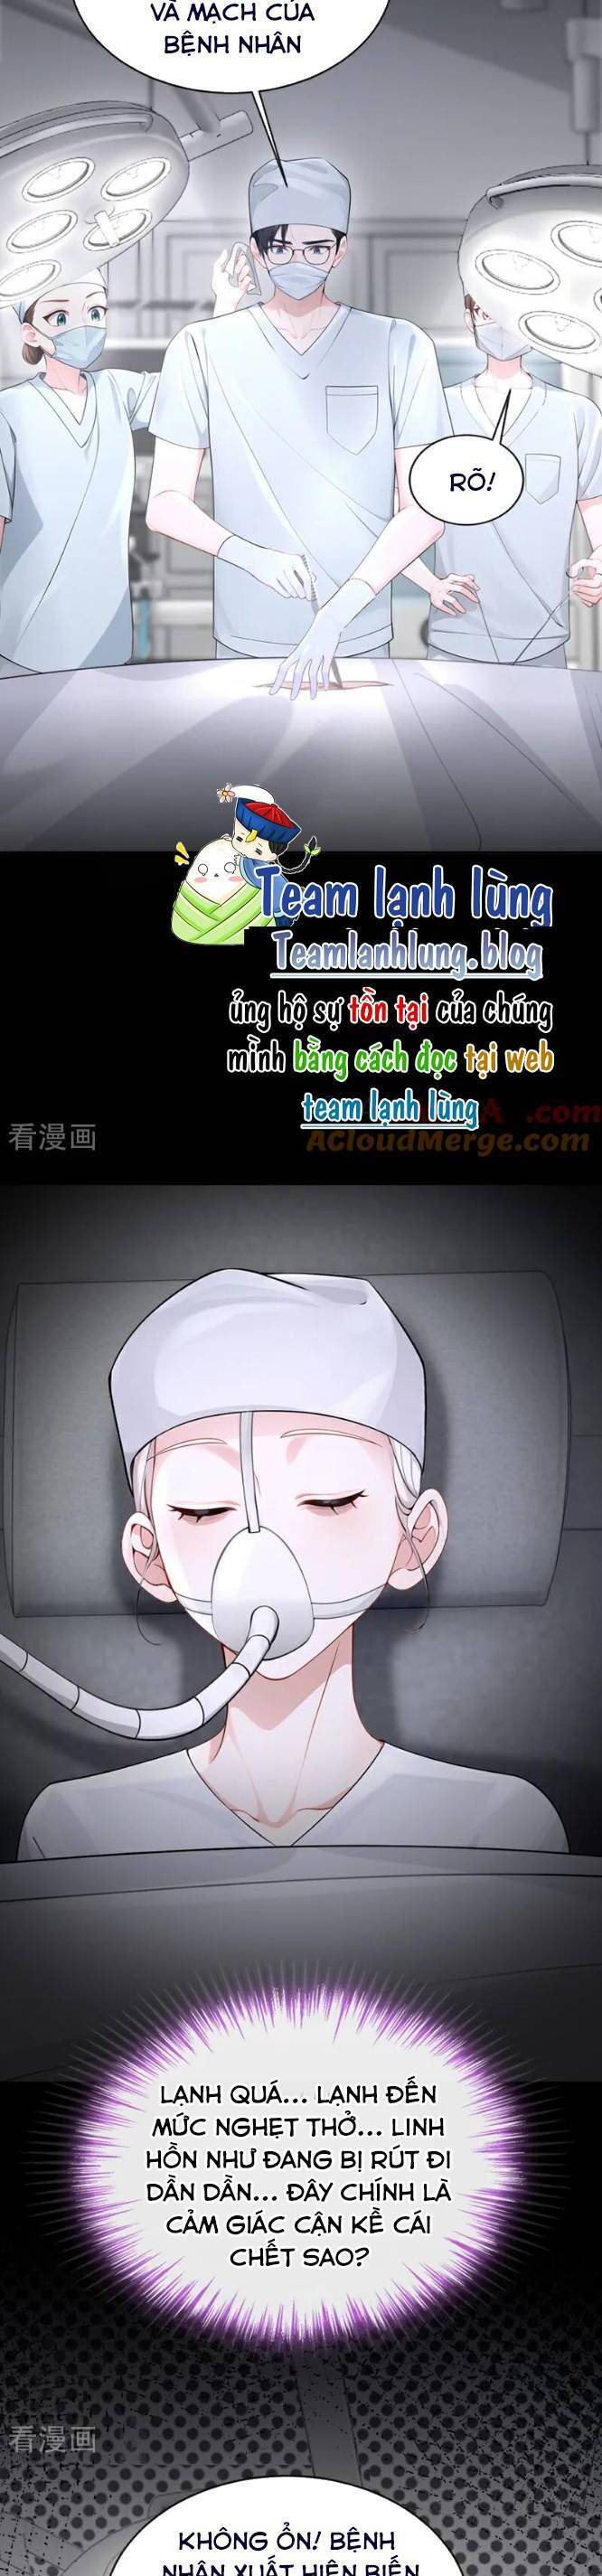 VÀ MẠCH CỦA
BỆNH NHÂN
RÕ!
Team lạnh lùng
Teamlanhlung.blog
ủng hộ sự tồn tại của chúng
mình bằng cách đọc tại web
team lạnh lùng
A .com
AcloudMerge.com
看漫画
LẠNH QUÁ... LẠNH ĐẾN
MỨC NGHẸT THỞ... LINH
HỒN NHƯ ĐANG BỊ RÚT ĐI
DẦN DẦN... ĐÂY CHÍNH LÀ
CẢM GIÁC CẬN KỀ CÁI
CHẾT SAO?
看漫画
KHÔNG ỔN! BỆNH
NHÂN XUẤT HIỆN BIẾN